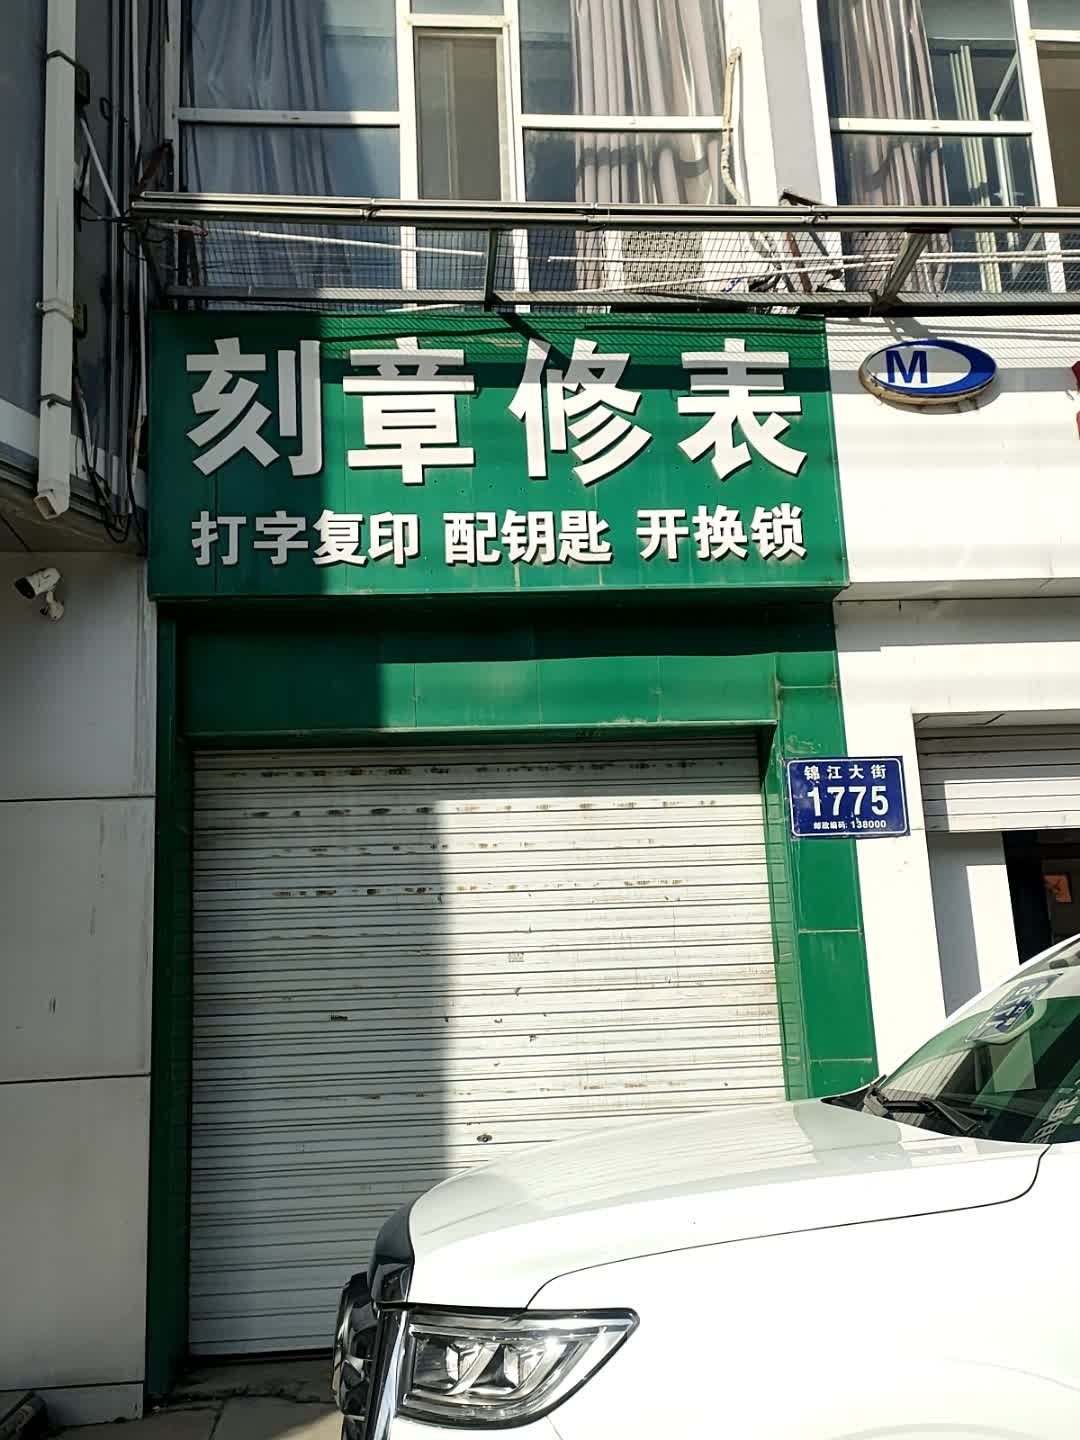 刻章修表
打字复印 配钥匙 开换锁
M
锦江大街
1775
邮政编码: 138000